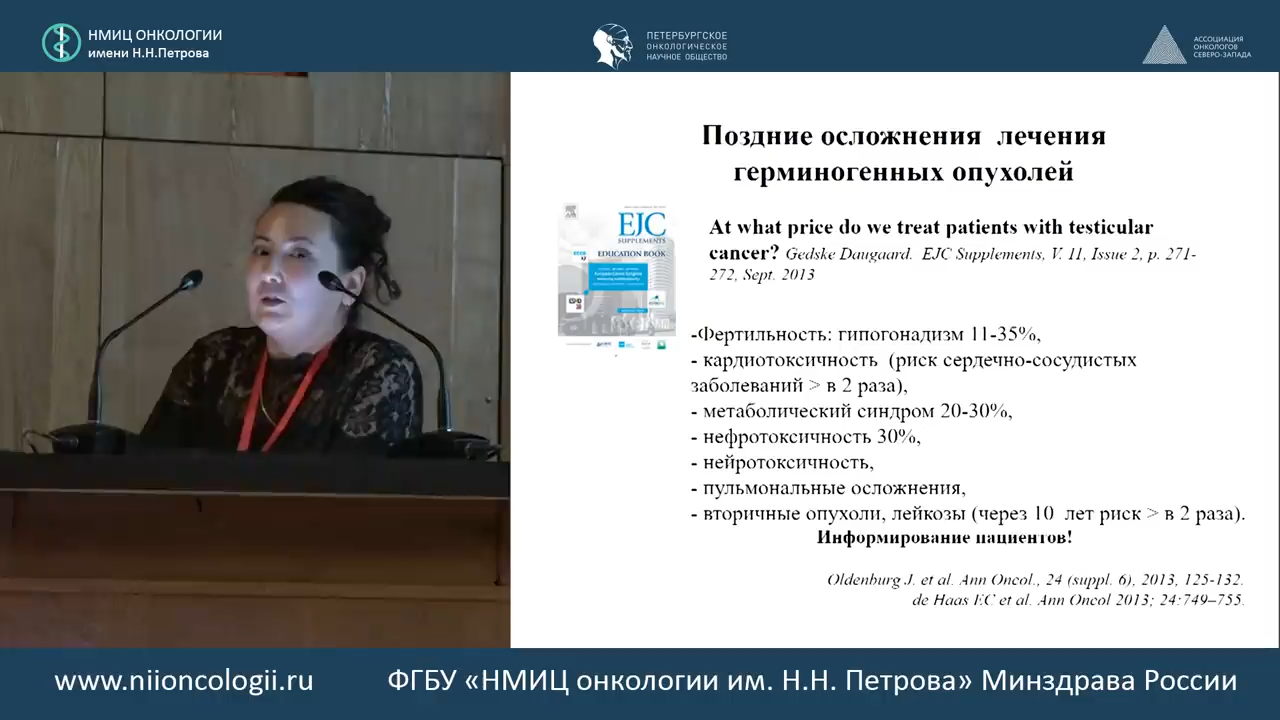 НМИЦ ОНКОЛОГИИ
имени Н.Н.Петрова
ПЕТЕРБУРГСКОЕ
ОНКОЛОГИЧЕСКОЕ
НАУЧНОЕ ОБЩЕСТВО
АССОЦИАЦИЯ
ОНКОЛОГОВ
СЕВЕРО-ЗАПАДА
Поздние осложнения лечения
герминогенных опухолей
EJC
SUPPLEMENTS
EDUCATION BOOK
At what price do we treat patients with testicular
cancer? Gedske Daugaard. EJC Supplements, V. 11, Issue 2, p. 271-
272, Sept. 2013
-Фертильность: гипогонадизм 11-35%,
- кардиотоксичность (риск сердечно-сосудистых
заболеваний > в 2 раза),
- метаболический синдром 20-30%,
- нефротоксичность 30%,
- нейротоксичность,
- пульмональные осложнения,
- вторичные опухоли, лейкозы (через 10 лет риск > в 2 раза).
Информирование пациентов!
Oldenburg J. et al. Ann Oncol., 24 (suppl. 6), 2013, 125-132.
de Haas EC et al. Ann Oncol 2013; 24:749–755.
www.niioncologii.ru
ФГБУ «НМИЦ онкологии им. Н.Н. Петрова» Минздрава России